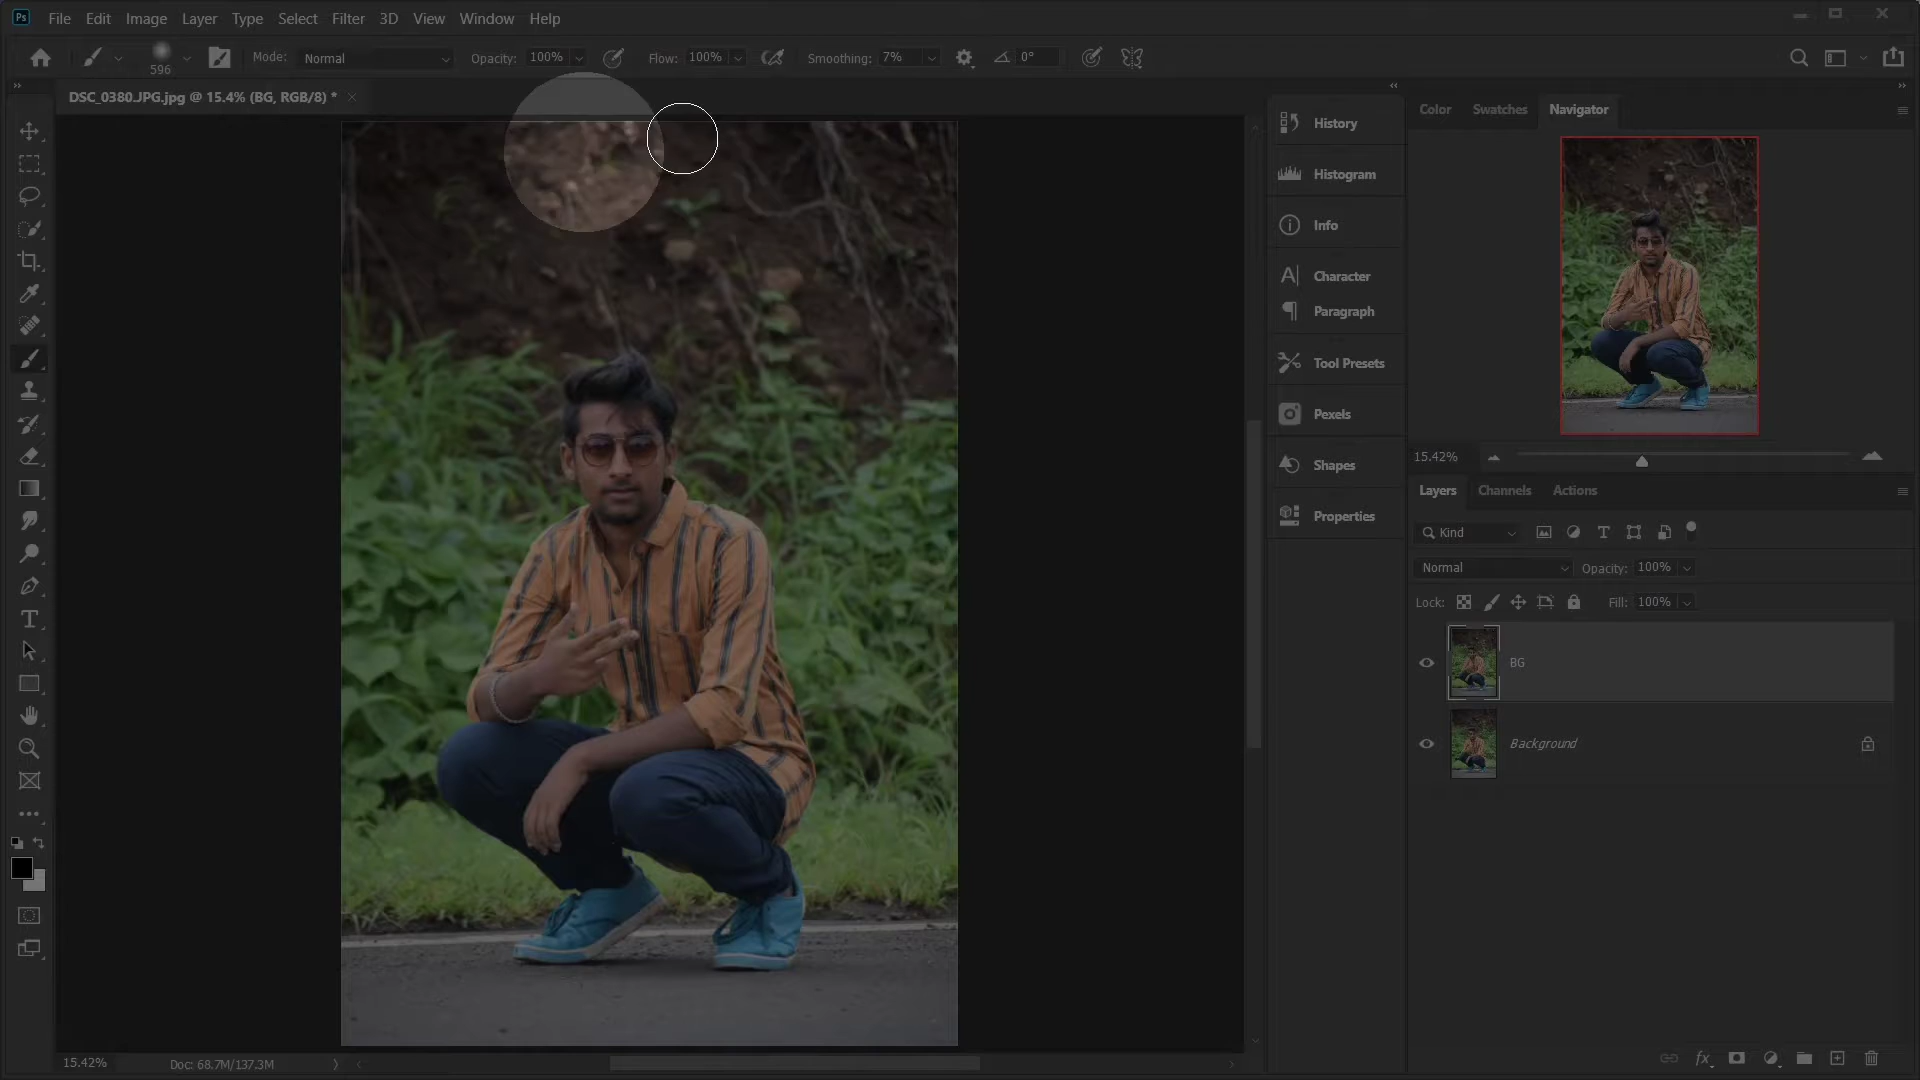 Ps File Edit Image Layer Type Select Filter 3D View Window Help
596 Mode: Normal Opacity: 100% Flow: 100% Smoothing: 7% 0°
DSC_0380.JPG.jpg @ 15.4% (BG, RGB/8) *
History
Histogram
Info
Character
Paragraph
Tool Presets
Pexels
Shapes
Properties
Color Swatches Navigator
15.42%
Layers Channels Actions
Kind
Normal Opacity: 100%
Lock: Fill: 100%
BG
Background
15.42% Doc: 68.7M/137.3M